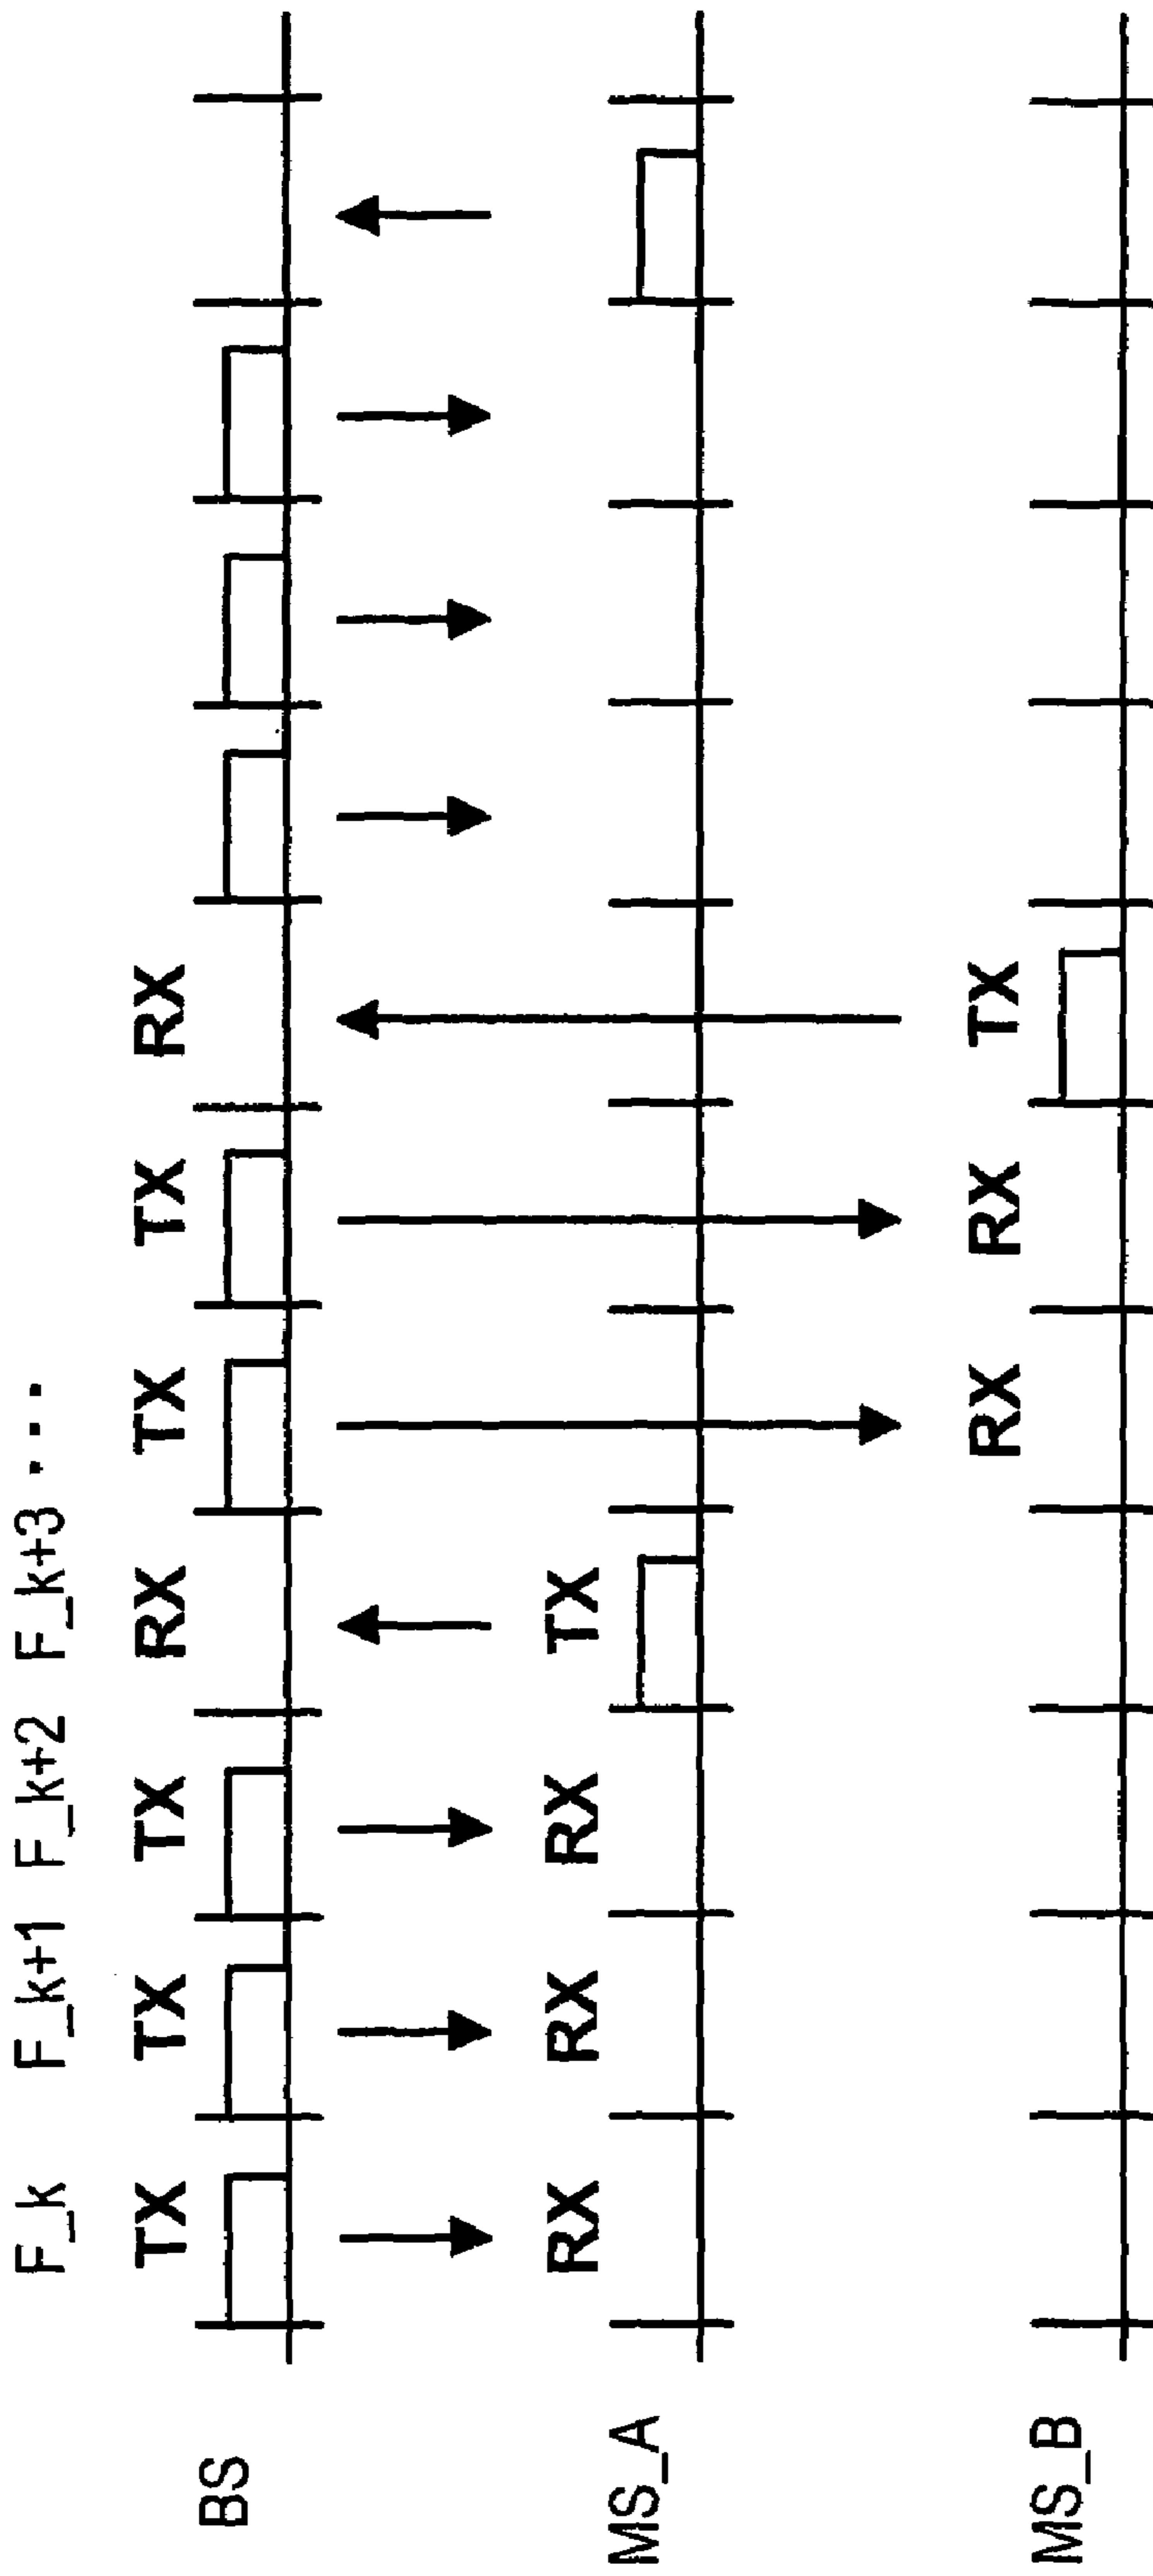 F_k F_k+1 F_k+2 F_k+3 ...
TX TX TX RX TX TX RX
BS
RX RX RX TX
MS_A
RX RX TX
MS_B